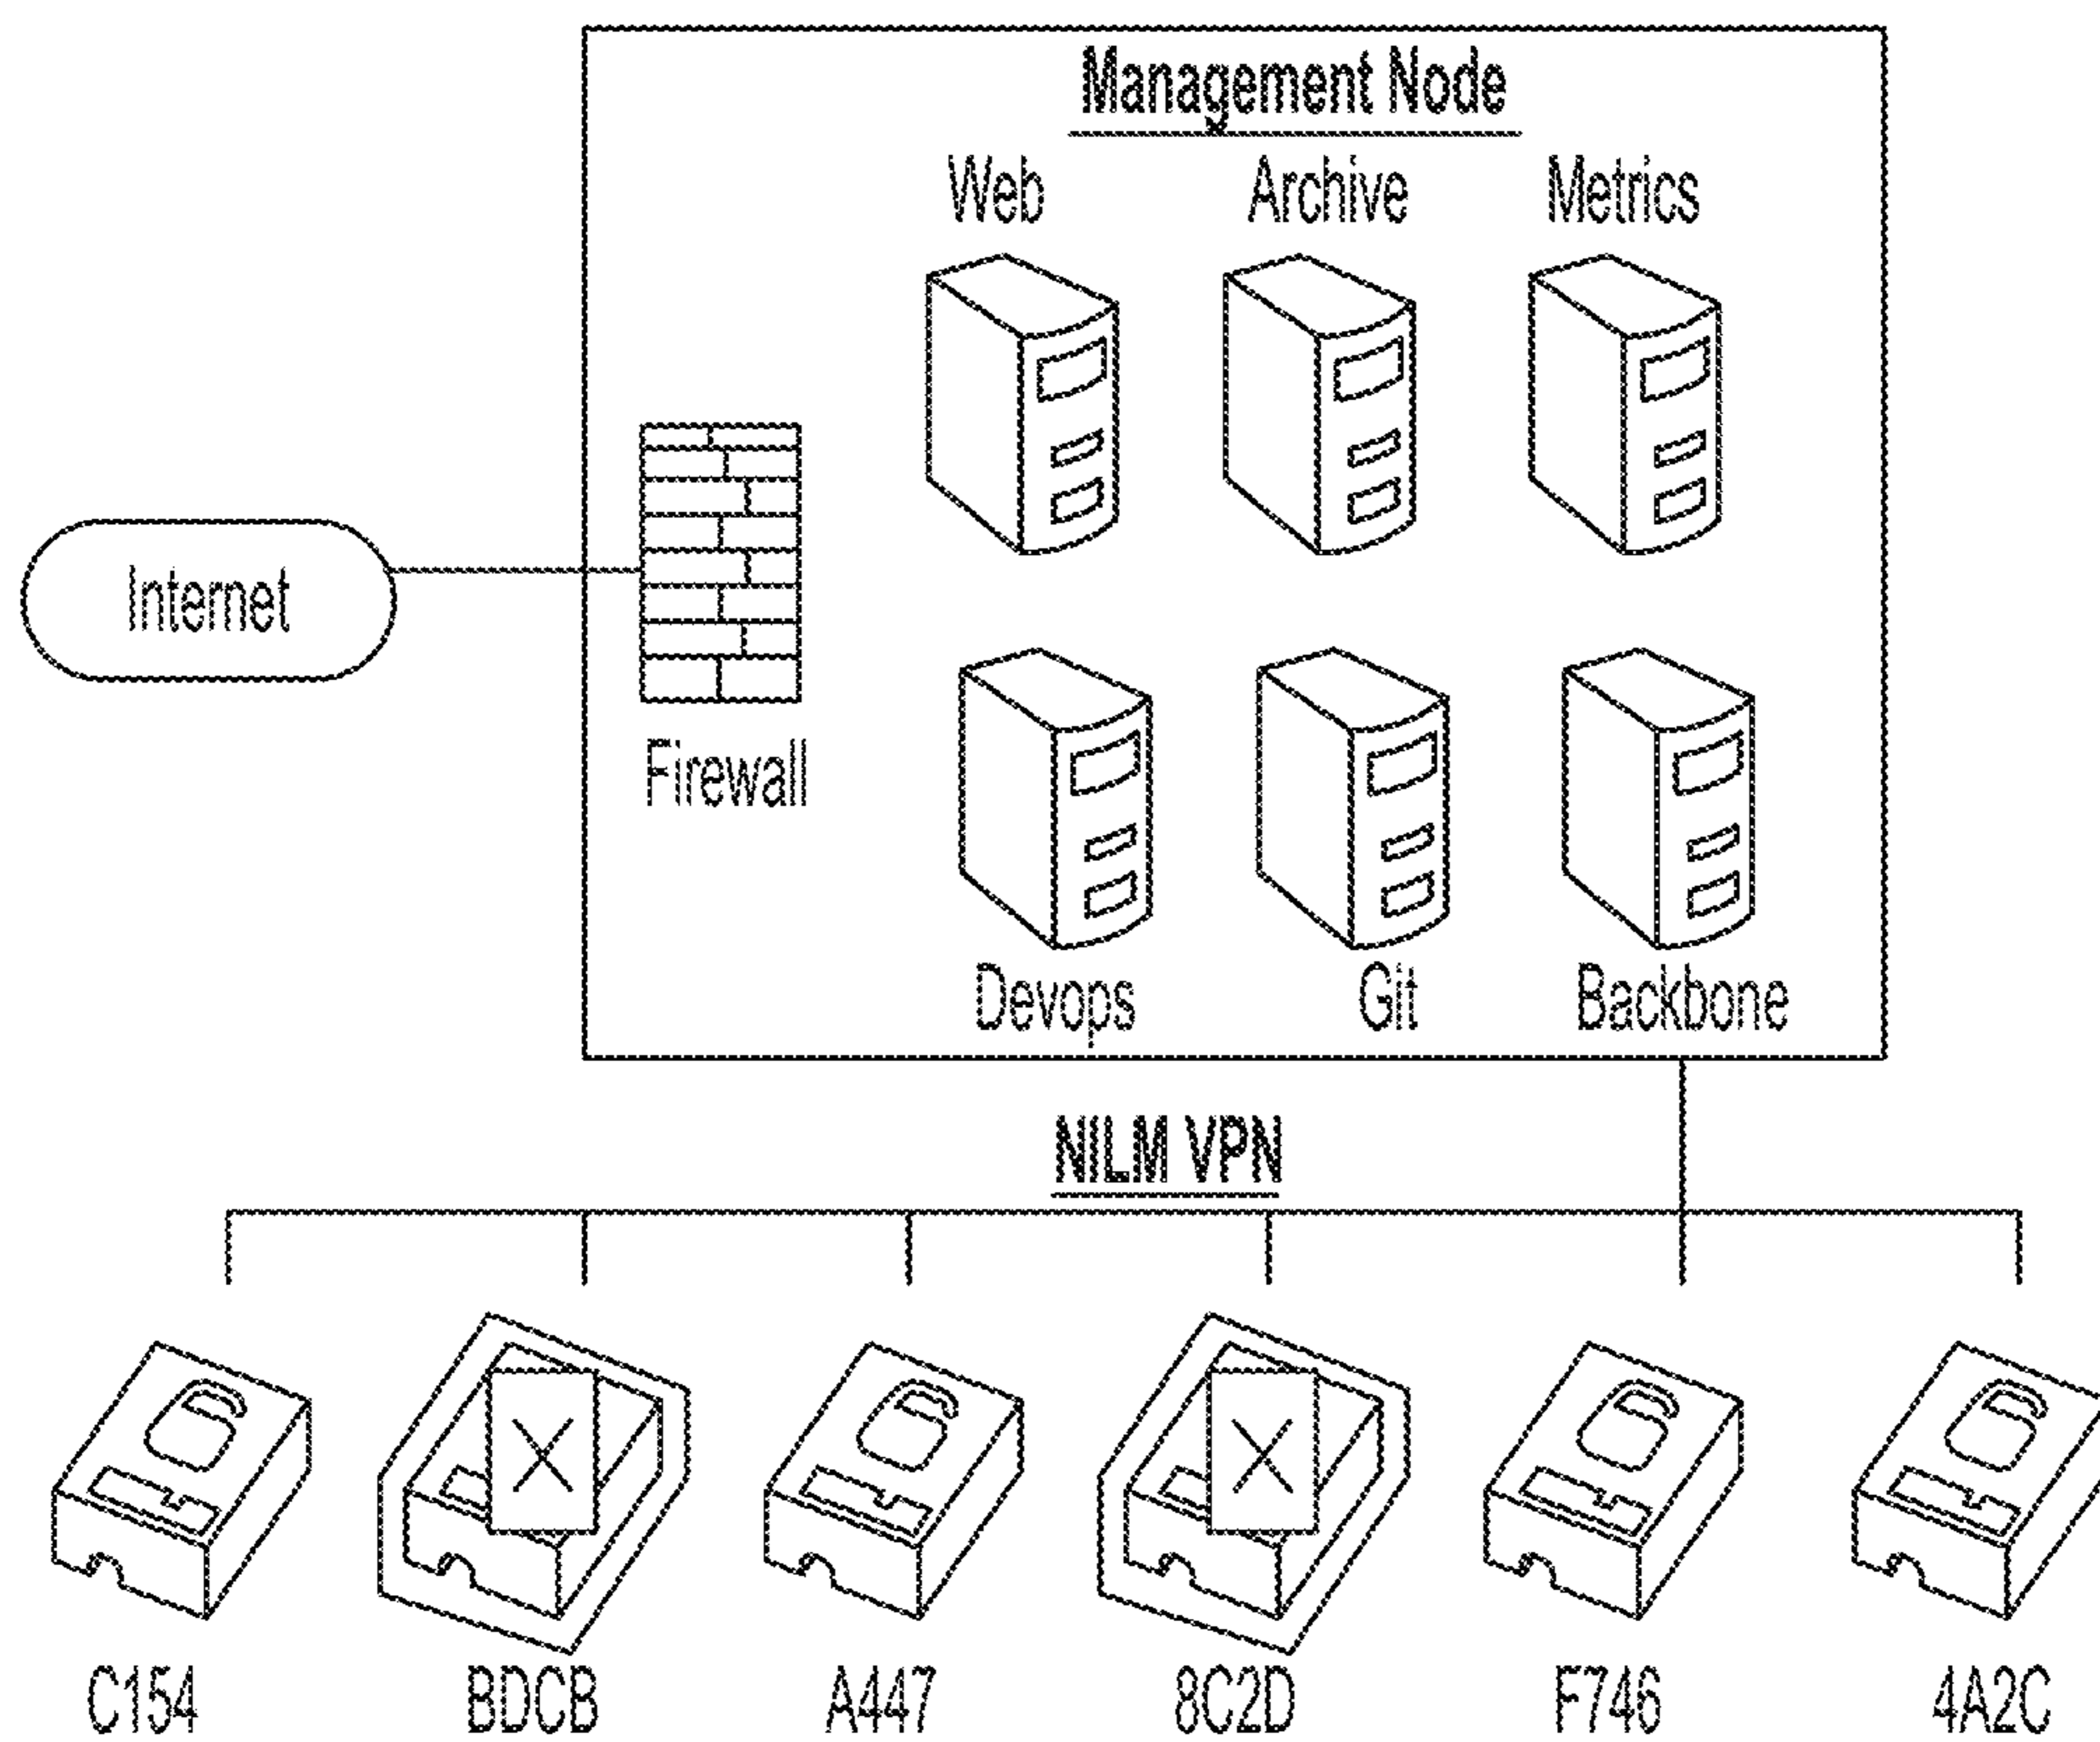 Management Node
Web Archive Metrics
Internet
Firewall
Devops Git Backbone
NILM VPN
C154 BDCB A447 8C2D F746 4A2C